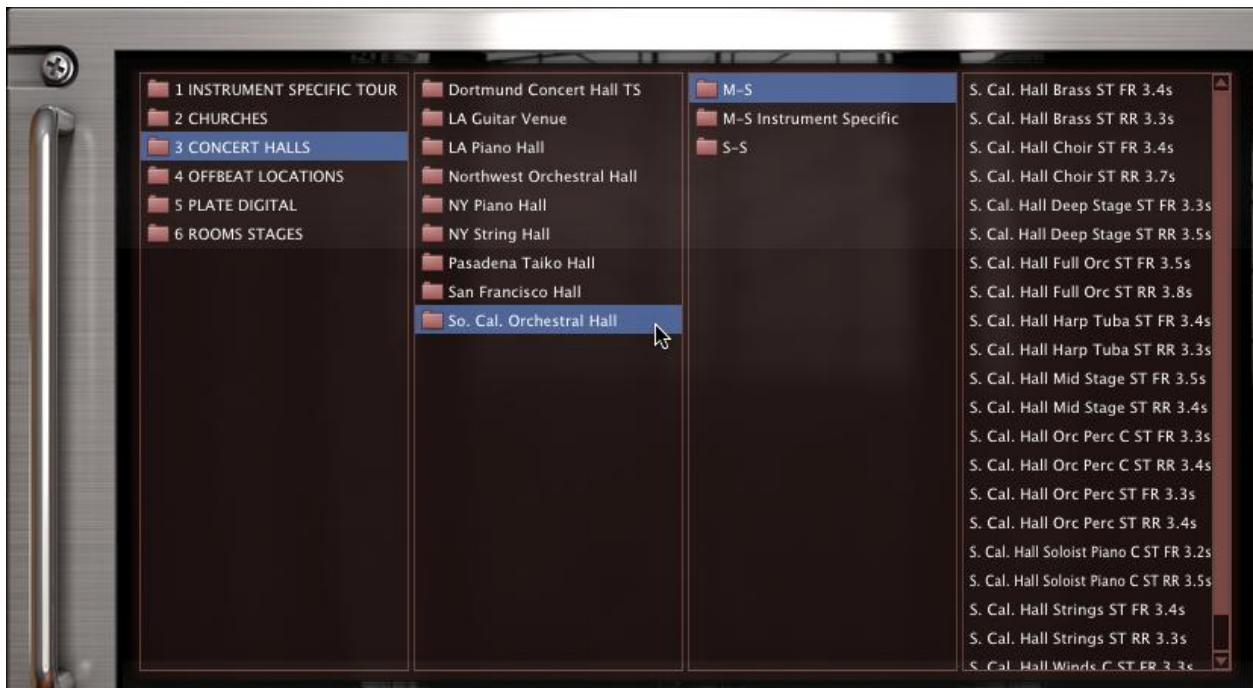 1 INSTRUMENT SPECIFIC TOUR
2 CHURCHES
3 CONCERT HALLS
4 OFFBEAT LOCATIONS
5 PLATE DIGITAL
6 ROOMS STAGES
Dortmund Concert Hall TS
LA Guitar Venue
LA Piano Hall
Northwest Orchestral Hall
NY Piano Hall
NY String Hall
Pasadena Taiko Hall
San Francisco Hall
So. Cal. Orchestral Hall
M-S
M-S Instrument Specific
S-S
S. Cal. Hall Brass ST FR 3.4s
S. Cal. Hall Brass ST RR 3.3s
S. Cal. Hall Choir ST FR 3.4s
S. Cal. Hall Choir ST RR 3.7s
S. Cal. Hall Deep Stage ST FR 3.3s
S. Cal. Hall Deep Stage ST RR 3.5s
S. Cal. Hall Full Orc ST FR 3.5s
S. Cal. Hall Full Orc ST RR 3.8s
S. Cal. Hall Harp Tuba ST FR 3.4s
S. Cal. Hall Harp Tuba ST RR 3.3s
S. Cal. Hall Mid Stage ST FR 3.5s
S. Cal. Hall Mid Stage ST RR 3.4s
S. Cal. Hall Orc Perc C ST FR 3.3s
S. Cal. Hall Orc Perc C ST RR 3.4s
S. Cal. Hall Orc Perc ST FR 3.3s
S. Cal. Hall Orc Perc ST RR 3.4s
S. Cal. Hall Soloist Piano C ST FR 3.2s
S. Cal. Hall Soloist Piano C ST RR 3.5s
S. Cal. Hall Strings ST FR 3.4s
S. Cal. Hall Strings ST RR 3.3s
S. Cal. Hall Winds C ST FR 3.3s